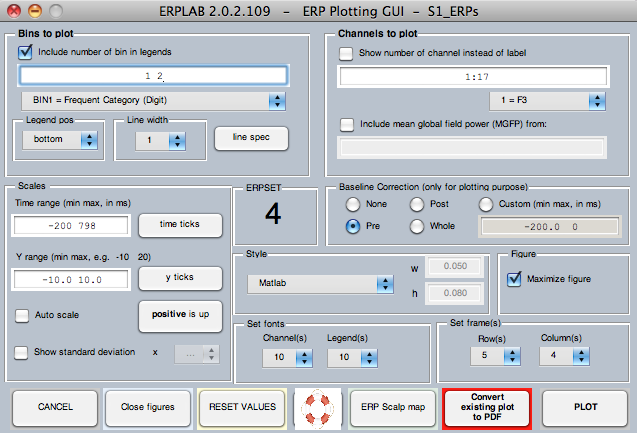 ERPLAB 2.0.2.109 - ERP Plotting GUI - S1_ERPs
Bins to plot
Include number of bin in legends
1 2
BIN1 = Frequent Category (Digit)
Legend pos
bottom
Line width
1
line spec
Channels to plot
Show number of channel instead of label
1:17
1 = F3
Include mean global field power (MGFP) from:
Scales
Time range (min max, in ms)
-200 798
time ticks
Y range (min max, e.g. -10 20)
-10.0 10.0
y ticks
Auto scale
positive is up
Show standard deviation x ...
ERPSET
4
Baseline Correction (only for plotting purpose)
None Post Custom (min max, in ms)
Pre Whole -200.0 0
Style
Matlab
w 0.050
h 0.080
Figure
Maximize figure
Set fonts
Channel(s) Legend(s)
10 10
Set frame(s)
Row(s) Column(s)
5 4
CANCEL
Close figures
RESET VALUES
ERP Scalp map
Convert
existing plot
to PDF
PLOT